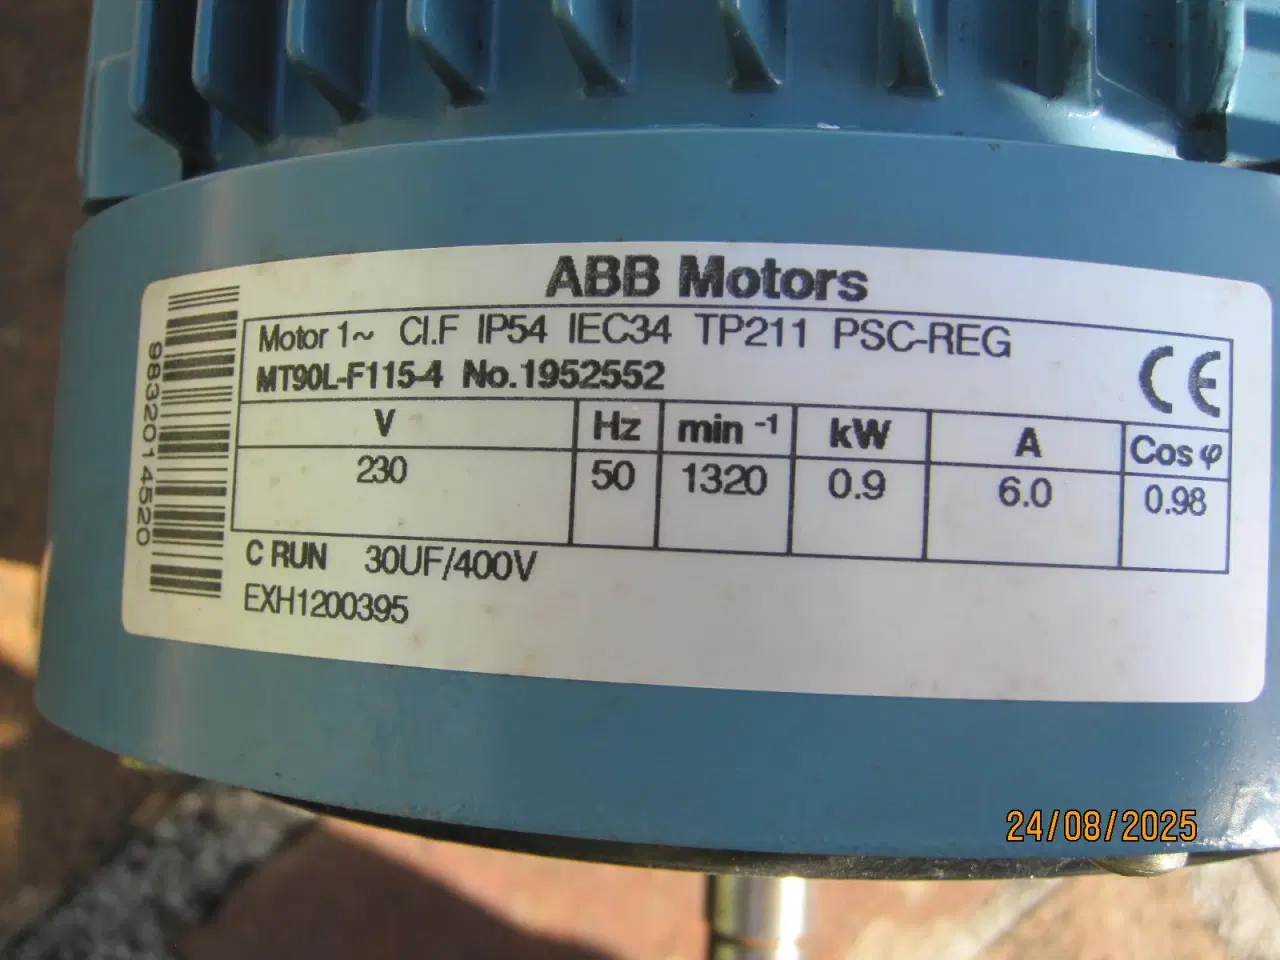 ABB Motors
Motor 1~ Cl.F IP54 IEC34 TP211 PSC-REG
MT90L-F115-4 No.1952552
CE
V Hz min -1 kW A Cos φ
230 50 1320 0.9 6.0 0.98
C RUN 30UF/400V
EXH1200395
9832014520
24/08/2025